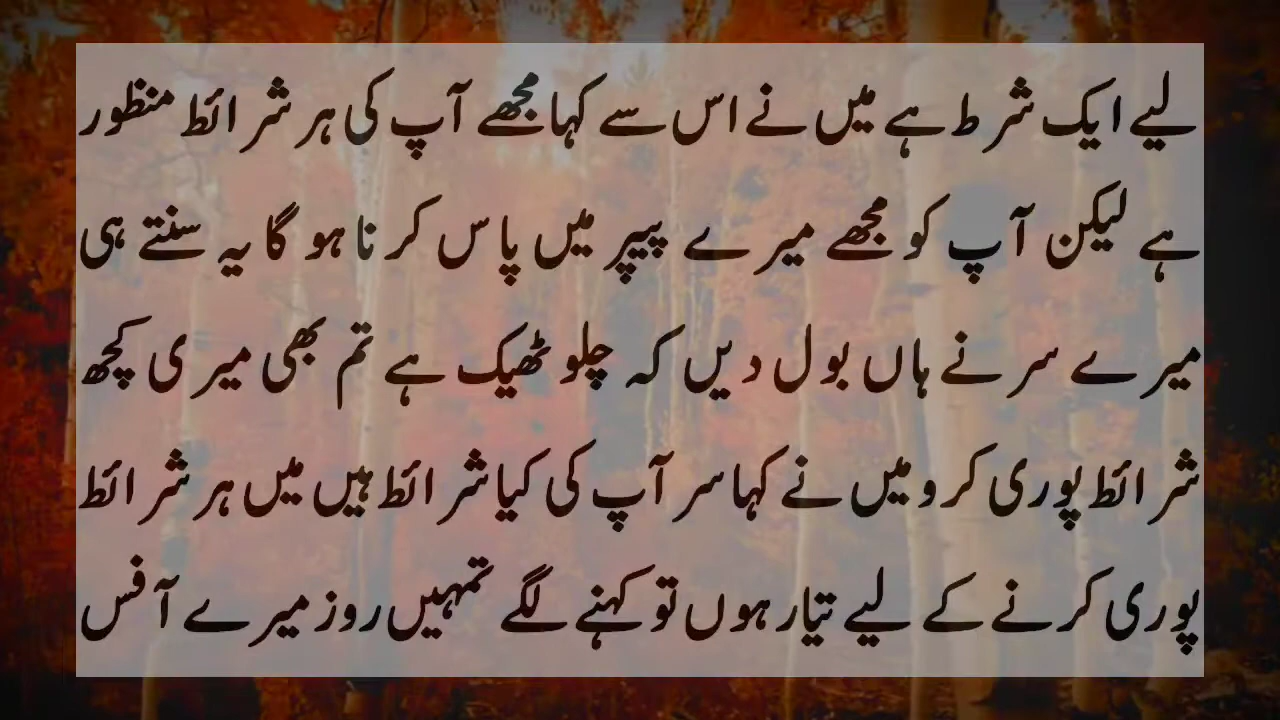 لیے ایک شرط ہے میں نے اس سے کہا مجھے آپ کی ہر شرائط منظور
ہے لیکن آپ کو مجھے میرے پیپر میں پاس کرنا ہو گا یہ سنتے ہی
میرے سر نے ہاں بول دیں کہ چلو ٹھیک ہے تم بھی میری کچھ
شرائط پوری کرو میں نے کہا سر آپ کی کیا شرائط ہیں میں ہر شرائط
پوری کرنے کے لیے تیار ہوں تو کہنے لگے تمہیں روز میرے آفس